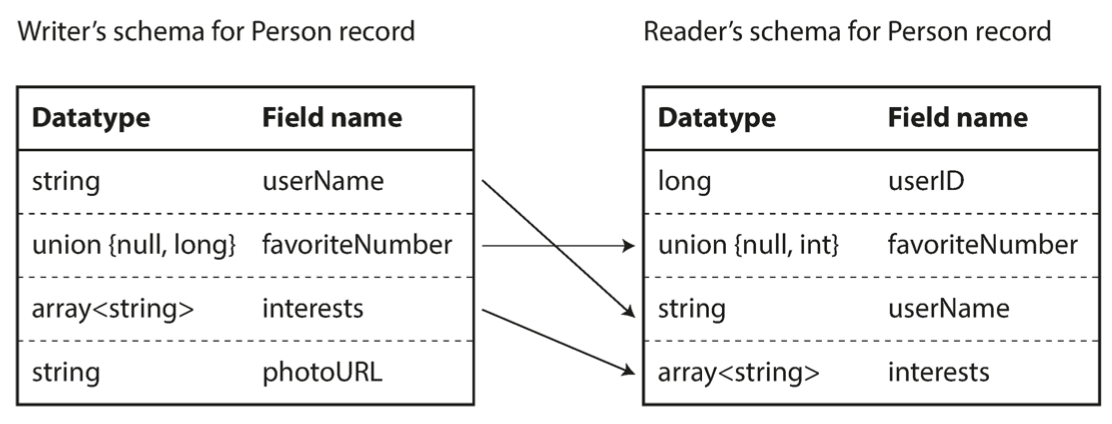 Writer’s schema for Person record
Datatype Field name
string userName
union {null, long} favoriteNumber
array<string> interests
string photoURL
Reader’s schema for Person record
Datatype Field name
long userID
union {null, int} favoriteNumber
string userName
array<string> interests